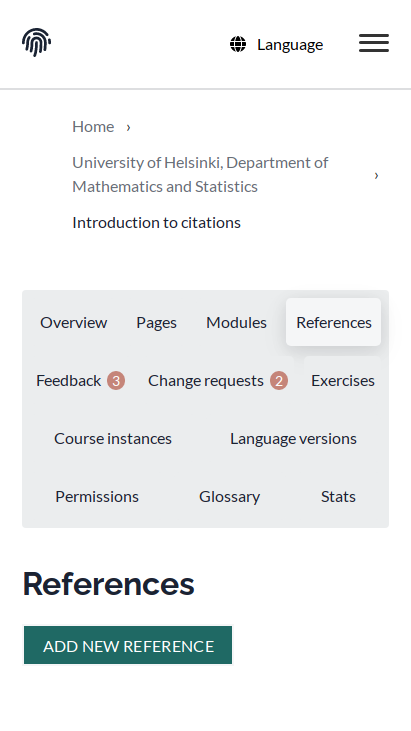 Language
Home ›
University of Helsinki, Department of
Mathematics and Statistics ›
Introduction to citations
Overview Pages Modules References
Feedback 3 Change requests 2 Exercises
Course instances Language versions
Permissions Glossary Stats
References
ADD NEW REFERENCE